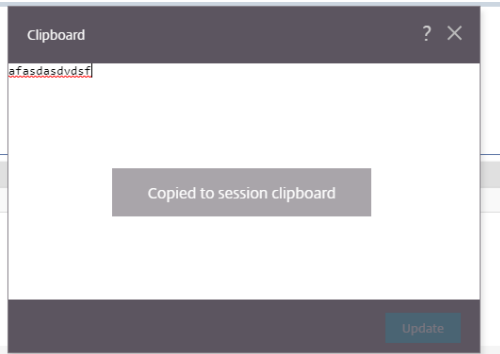 Clipboard ?
afasdasdvdsf
Copied to session clipboard
Update